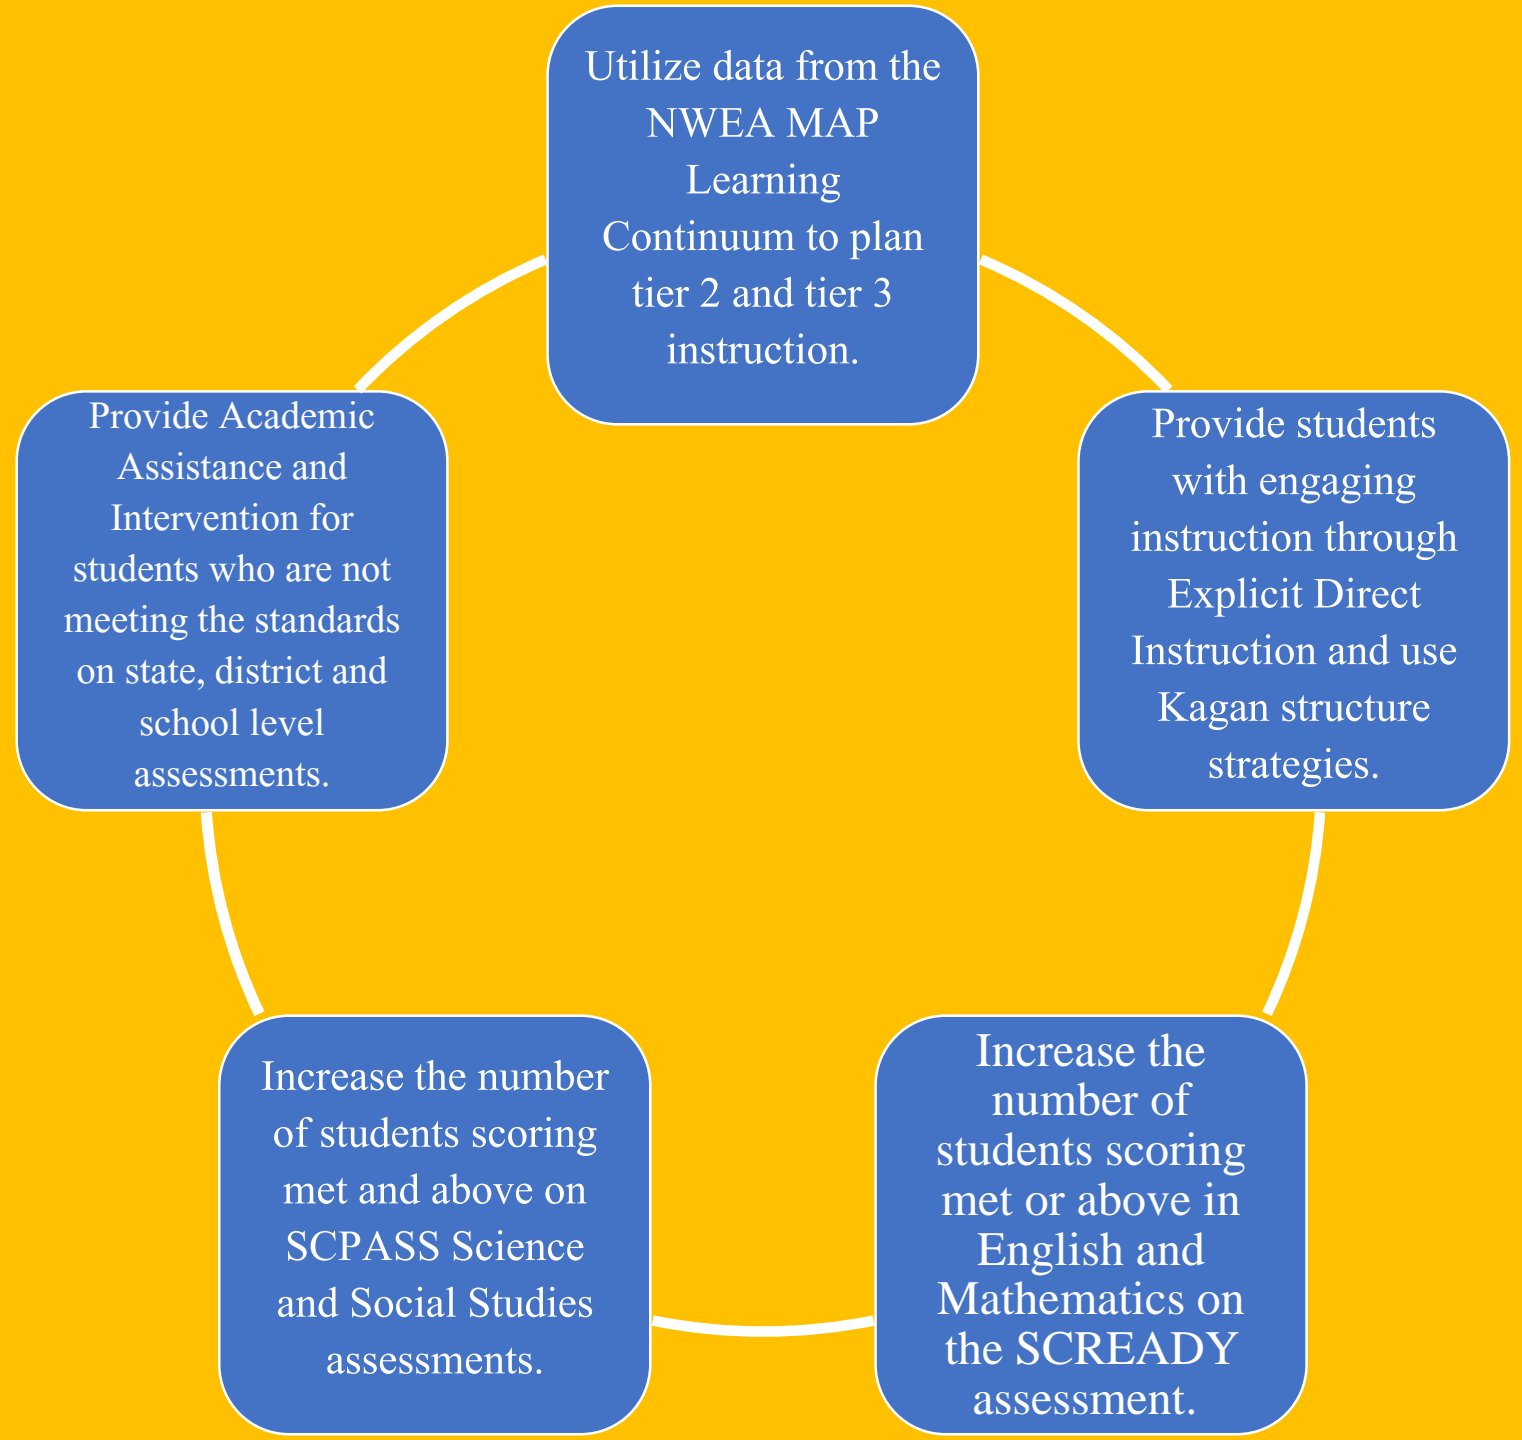 Utilize data from the
NWEA MAP
Learning
Continuum to plan
tier 2 and tier 3
instruction.
Provide students
with engaging
instruction through
Explicit Direct
Instruction and use
Kagan structure
strategies.
Increase the
number of
students scoring
met or above in
English and
Mathematics on
the SCREADY
assessment.
Increase the number
of students scoring
met and above on
SCPASS Science
and Social Studies
assessments.
Provide Academic
Assistance and
Intervention for
students who are not
meeting the standards
on state, district and
school level
assessments.